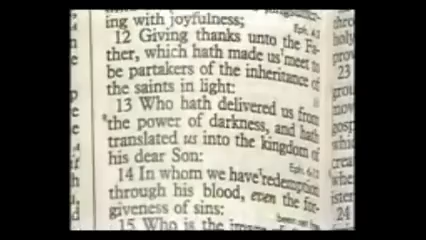 ing with joyfulness;
12 Giving thanks unto the Fa-
ther, which hath made us meet to
be partakers of the inheritance of
the saints in light:
13 Who hath delivered us from
the power of darkness, and hath
translated us into the kingdom of
his dear Son:
14 In whom we have redemption
through his blood, even the for-
giveness of sins:
15 Who is the
23
24